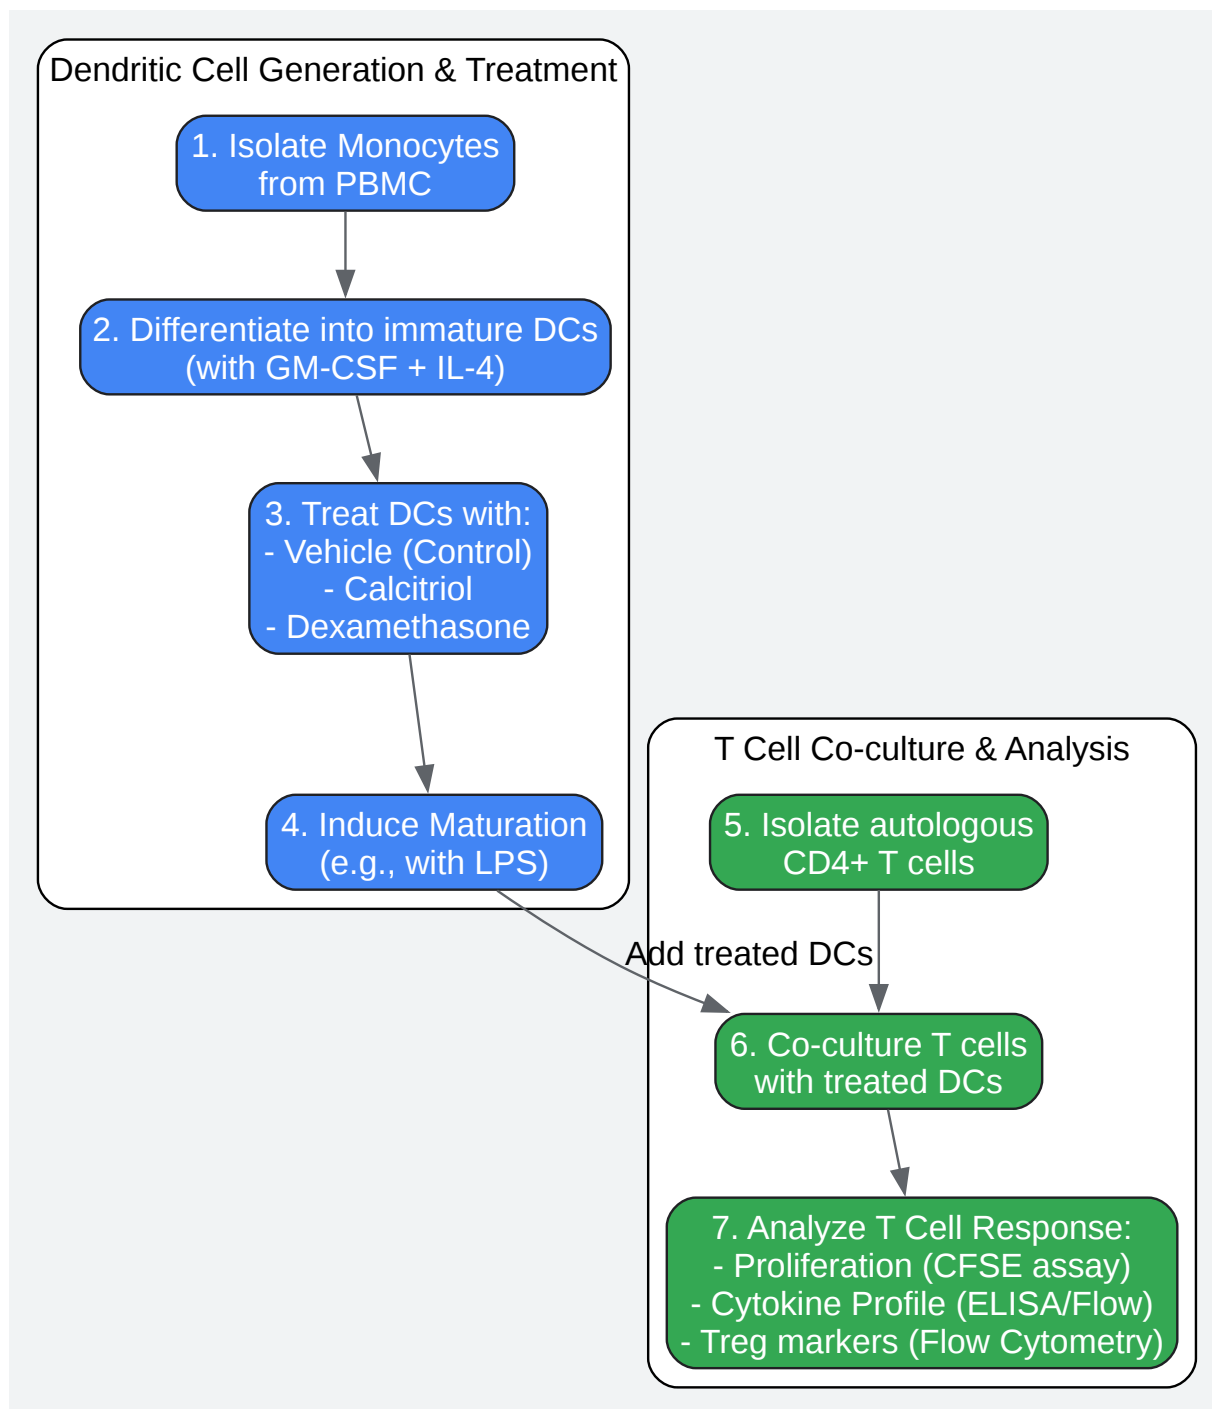 Dendritic Cell Generation & Treatment
1. Isolate Monocytes
from PBMC
2. Differentiate into immature DCs
(with GM-CSF + IL-4)
3. Treat DCs with:
- Vehicle (Control)
- Calcitriol
- Dexamethasone
4. Induce Maturation
(e.g., with LPS)
T Cell Co-culture & Analysis
5. Isolate autologous
CD4+ T cells
Add treated DCs
6. Co-culture T cells
with treated DCs
7. Analyze T Cell Response:
- Proliferation (CFSE assay)
- Cytokine Profile (ELISA/Flow)
- Treg markers (Flow Cytometry)